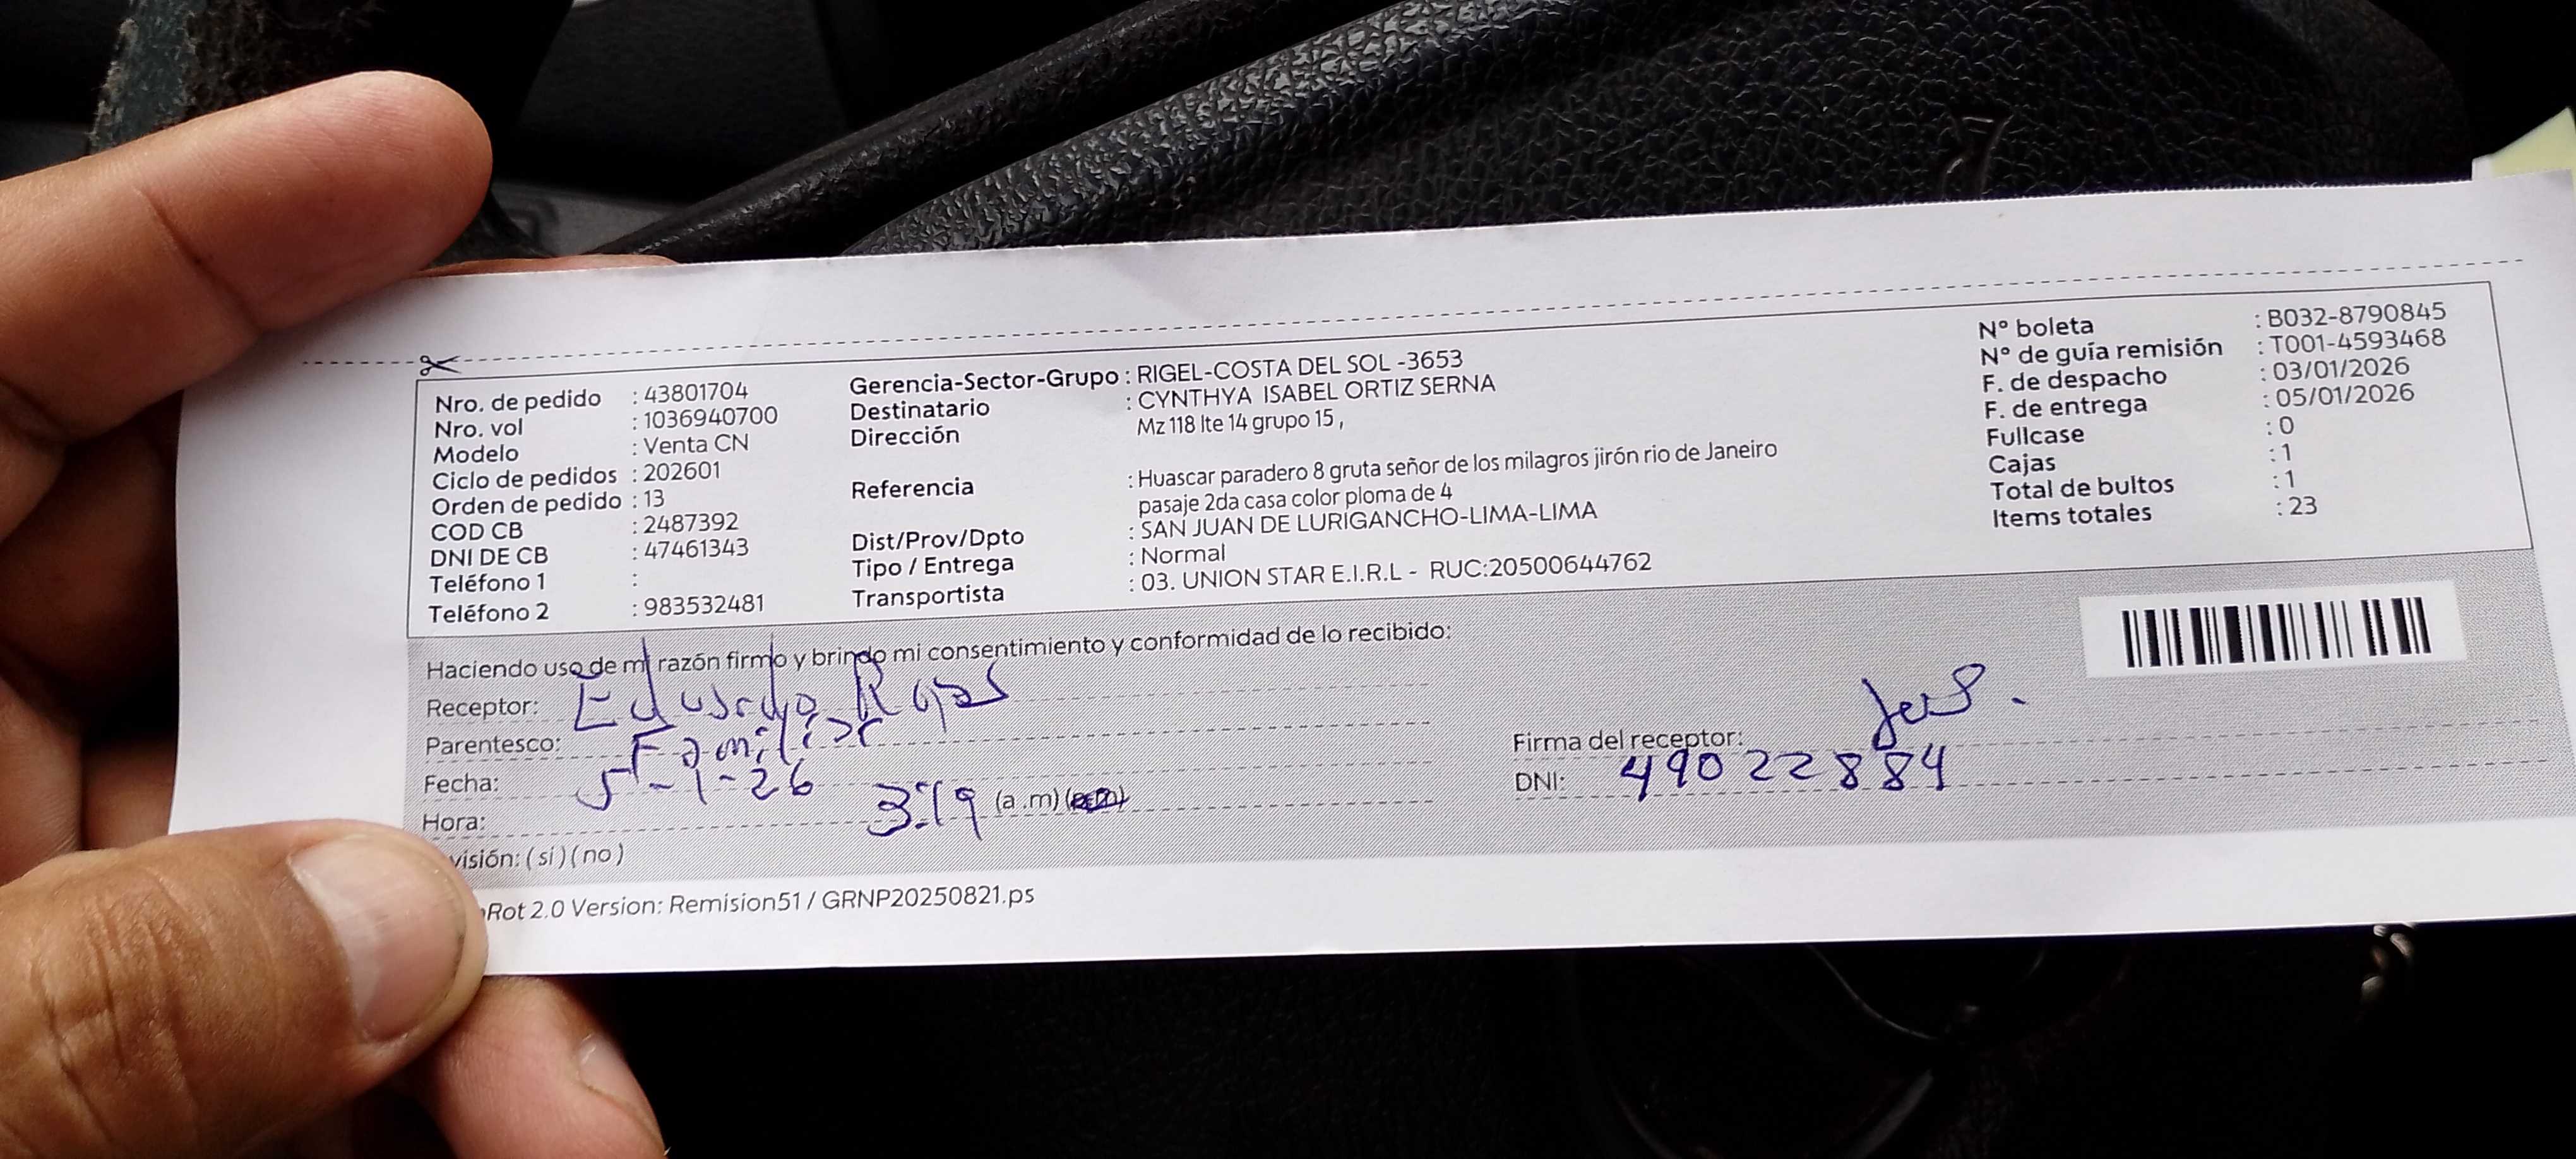 Nro. de pedido : 43801704
Nro. vol : 1036940700
Modelo : Venta CN
Ciclo de pedidos : 202601
Orden de pedido : 13
COD CB : 2487392
DNI DE CB : 47461343
Teléfono 1 :
Teléfono 2 : 983532481
Gerencia-Sector-Grupo : RIGEL-COSTA DEL SOL -3653
Destinatario : CYNTHYA ISABEL ORTIZ SERNA
Dirección Mz 118 lte 14 grupo 15 ,
Referencia : Huascar paradero 8 gruta señor de los milagros jirón rio de Janeiro
pasaje 2da casa color ploma de 4
Dist/Prov/Dpto : SAN JUAN DE LURIGANCHO-LIMA-LIMA
Tipo / Entrega : Normal
Transportista : 03. UNION STAR E.I.R.L - RUC:20500644762
N° boleta : B032-8790845
N° de guía remisión : T001-4593468
F. de despacho : 03/01/2026
F. de entrega : 05/01/2026
Fullcase : 0
Cajas : 1
Total de bultos : 1
Items totales : 23
Haciendo uso de mi razón firmo y brindo mi consentimiento y conformidad de lo recibido:
Receptor: Eduardo Rojas
Parentesco: Familiar
Fecha: 5-1-26
Hora: 3:19 (a.m)
visión: (si) (no)
Firma del receptor:
DNI: 49022884
Rot 2.0 Version: Remision51 / GRNP20250821.ps